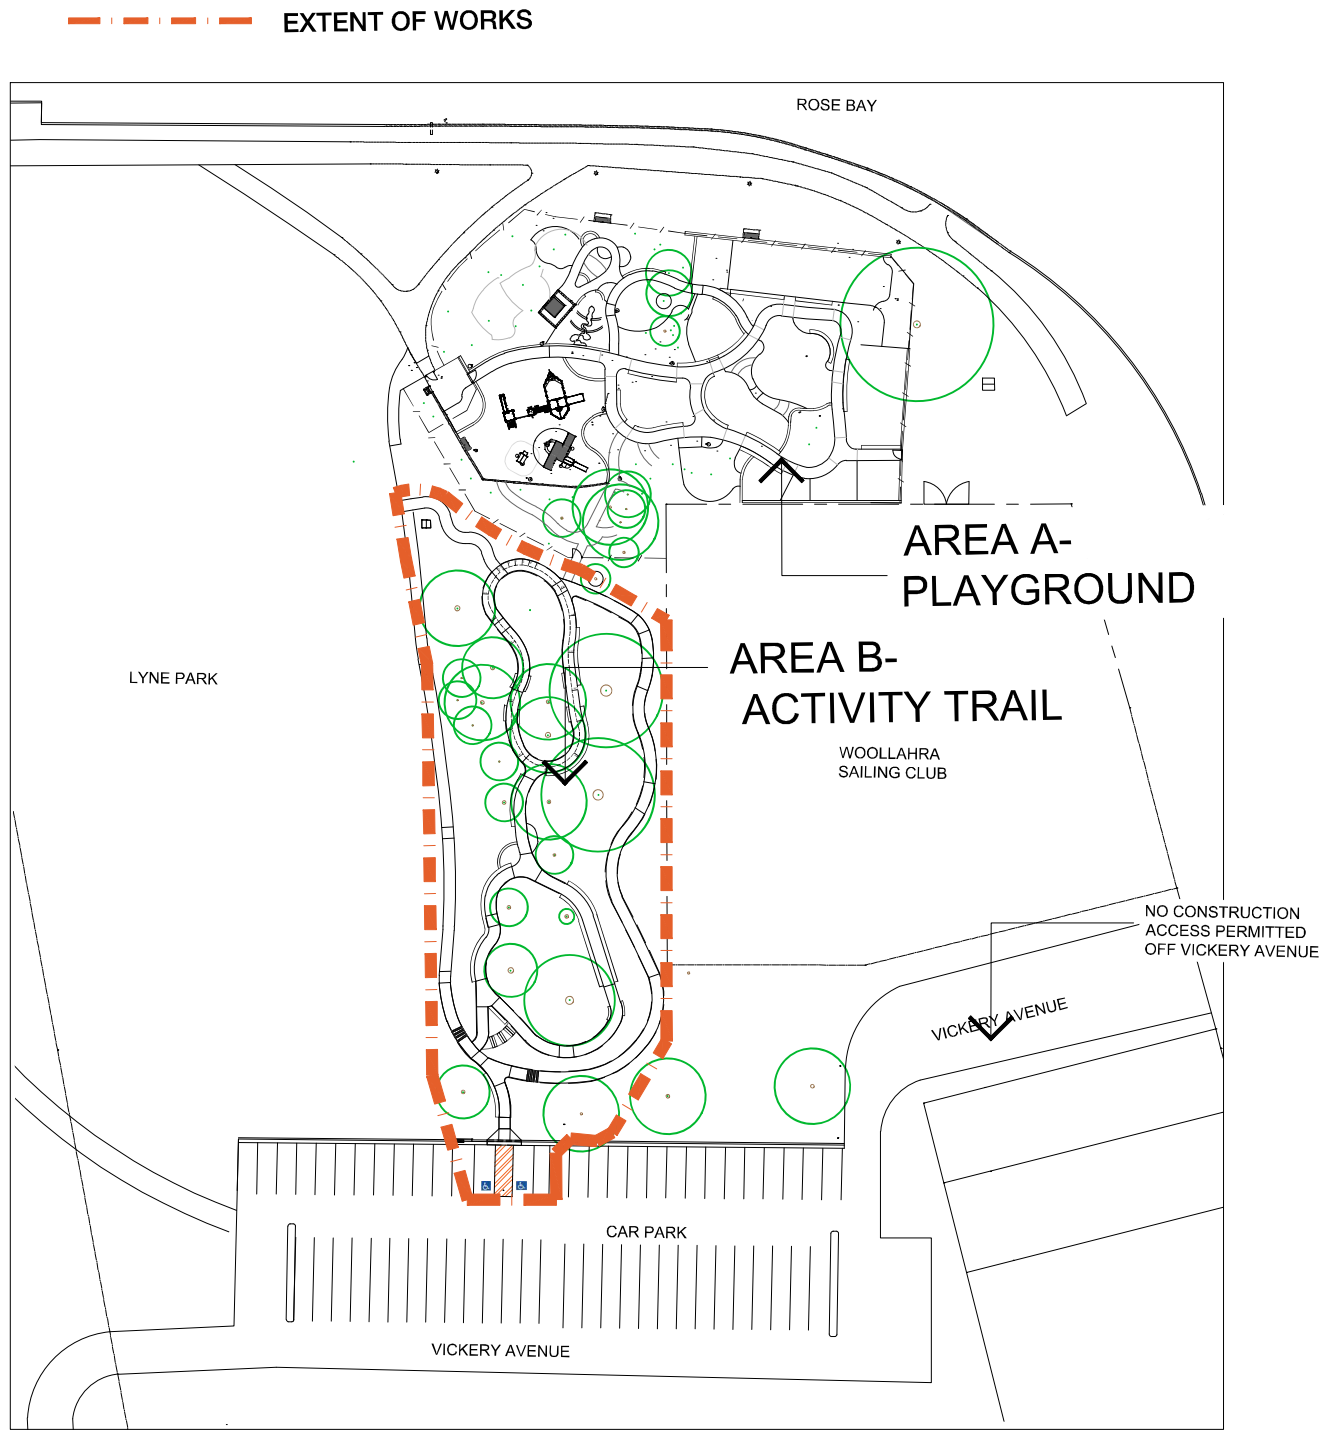 EXTENT OF WORKS
ROSE BAY
AREA A-
PLAYGROUND
AREA B-
ACTIVITY TRAIL
LYNE PARK
WOOLLAHRA
SAILING CLUB
NO CONSTRUCTION
ACCESS PERMITTED
OFF VICKERY AVENUE
VICKERY AVENUE
CAR PARK
VICKERY AVENUE